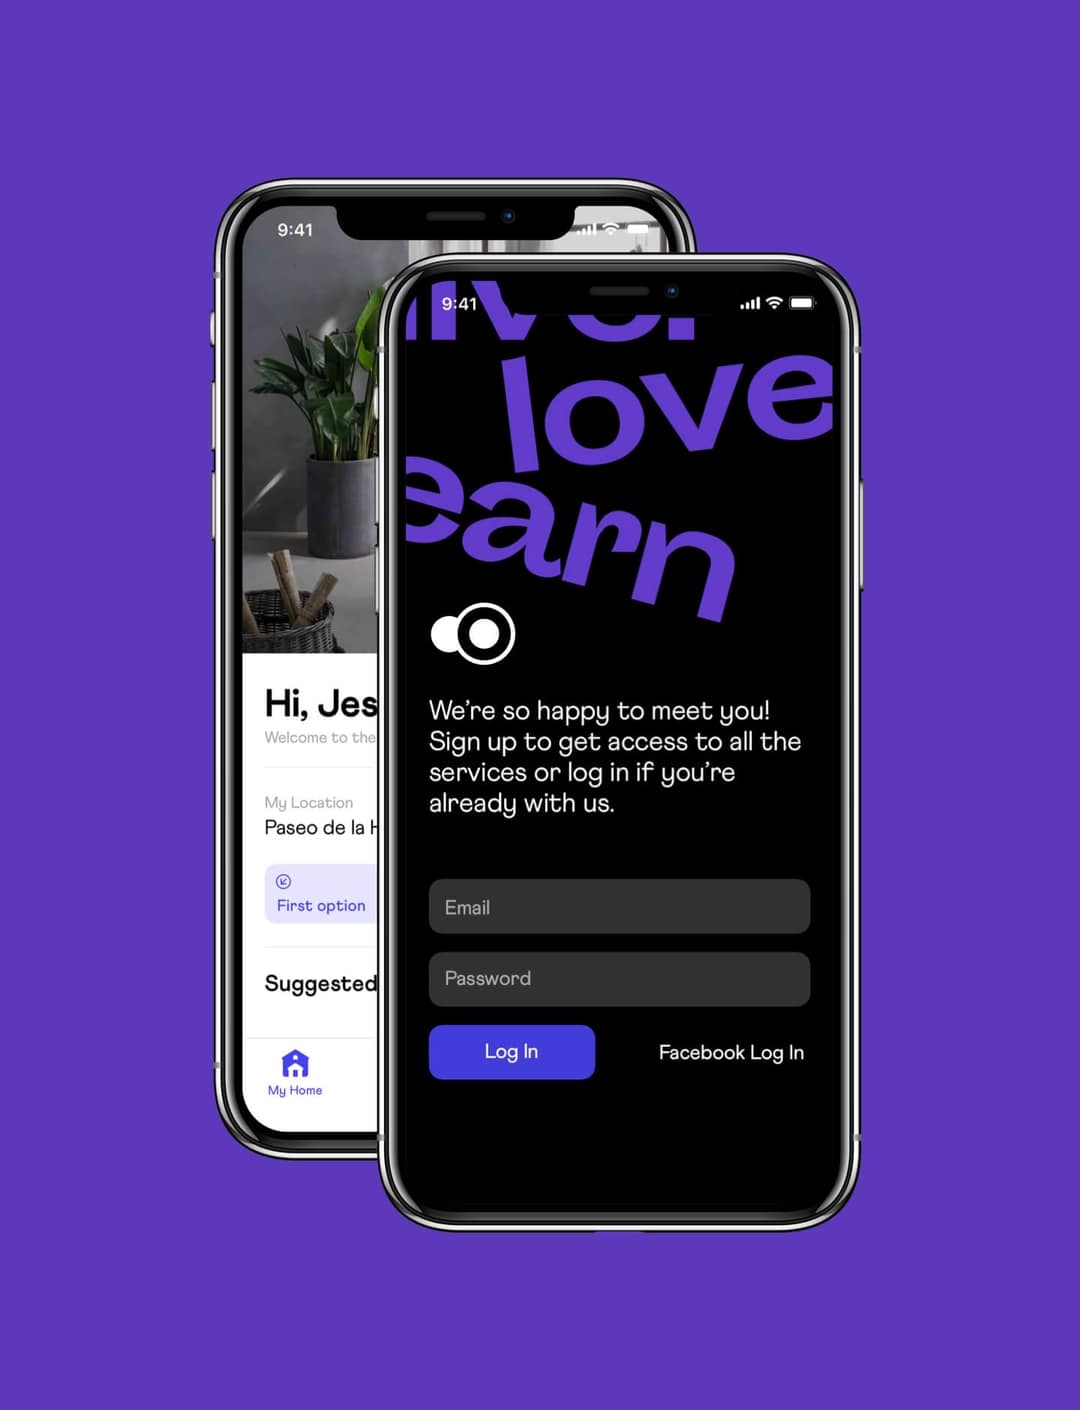 9:41
Hi, Jes
Welcome to the
My Location
Paseo de la H
First option
Suggested
My Home
9:41
live.
love
earn
We're so happy to meet you!
Sign up to get access to all the
services or log in if you're
already with us.
Email
Password
Log In
Facebook Log In